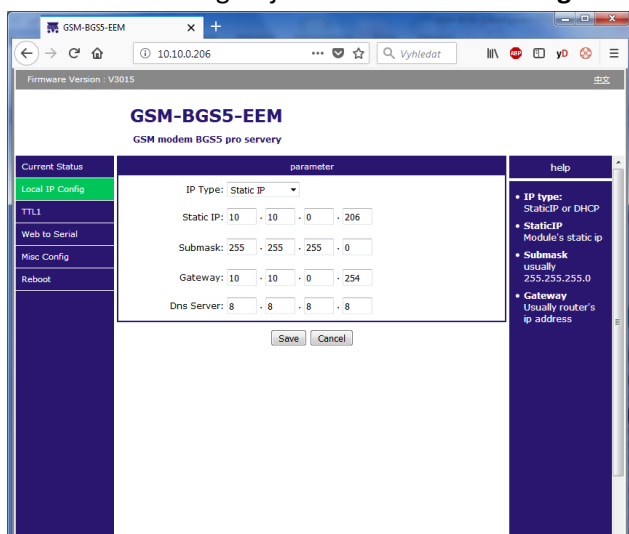 GSM-BGS5-EEM
10.10.0.206
Vyhledat
ABP
yD
Firmware Version : V3015
中文
GSM-BGS5-EEM
GSM modem BGS5 pro servery
Current Status
Local IP Config
TTL1
Web to Serial
Misc Config
Reboot
parameter
IP Type: Static IP
Static IP: 10 . 10 . 0 . 206
Submask: 255 . 255 . 255 . 0
Gateway: 10 . 10 . 0 . 254
Dns Server: 8 . 8 . 8 . 8
Save Cancel
help
• IP type:
StaticIP or DHCP
• StaticIP
Module's static ip
• Submask
usually
255.255.255.0
• Gateway
Usually router's
ip address